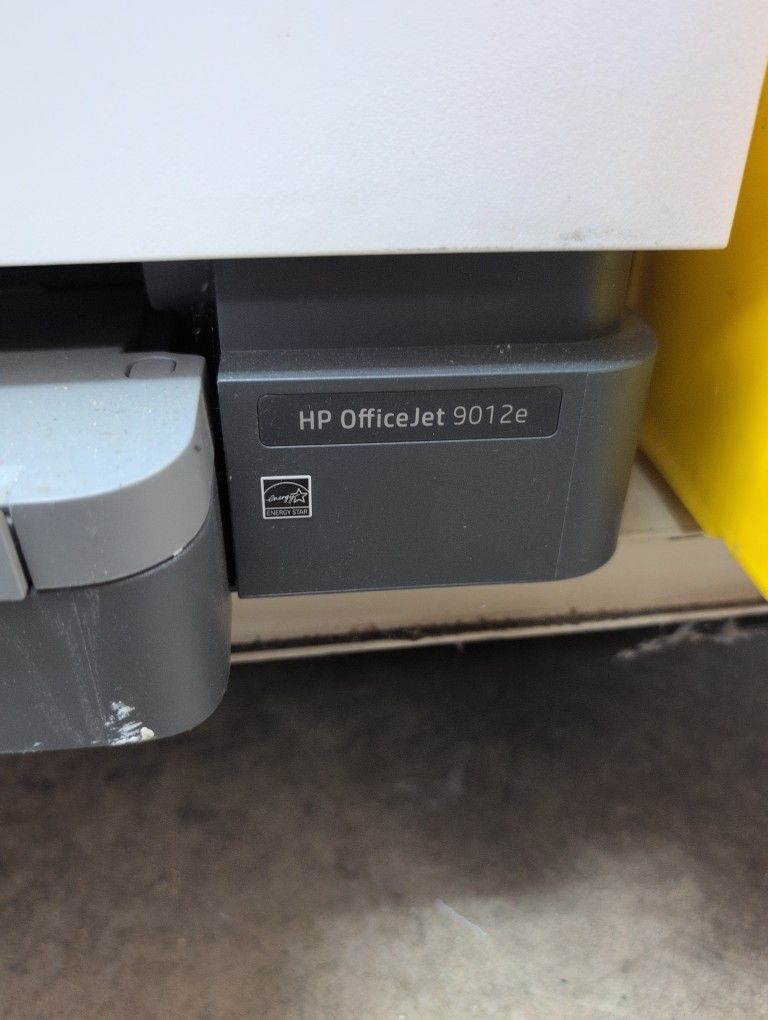 HP OfficeJet 9012e
energy
ENERGY STAR